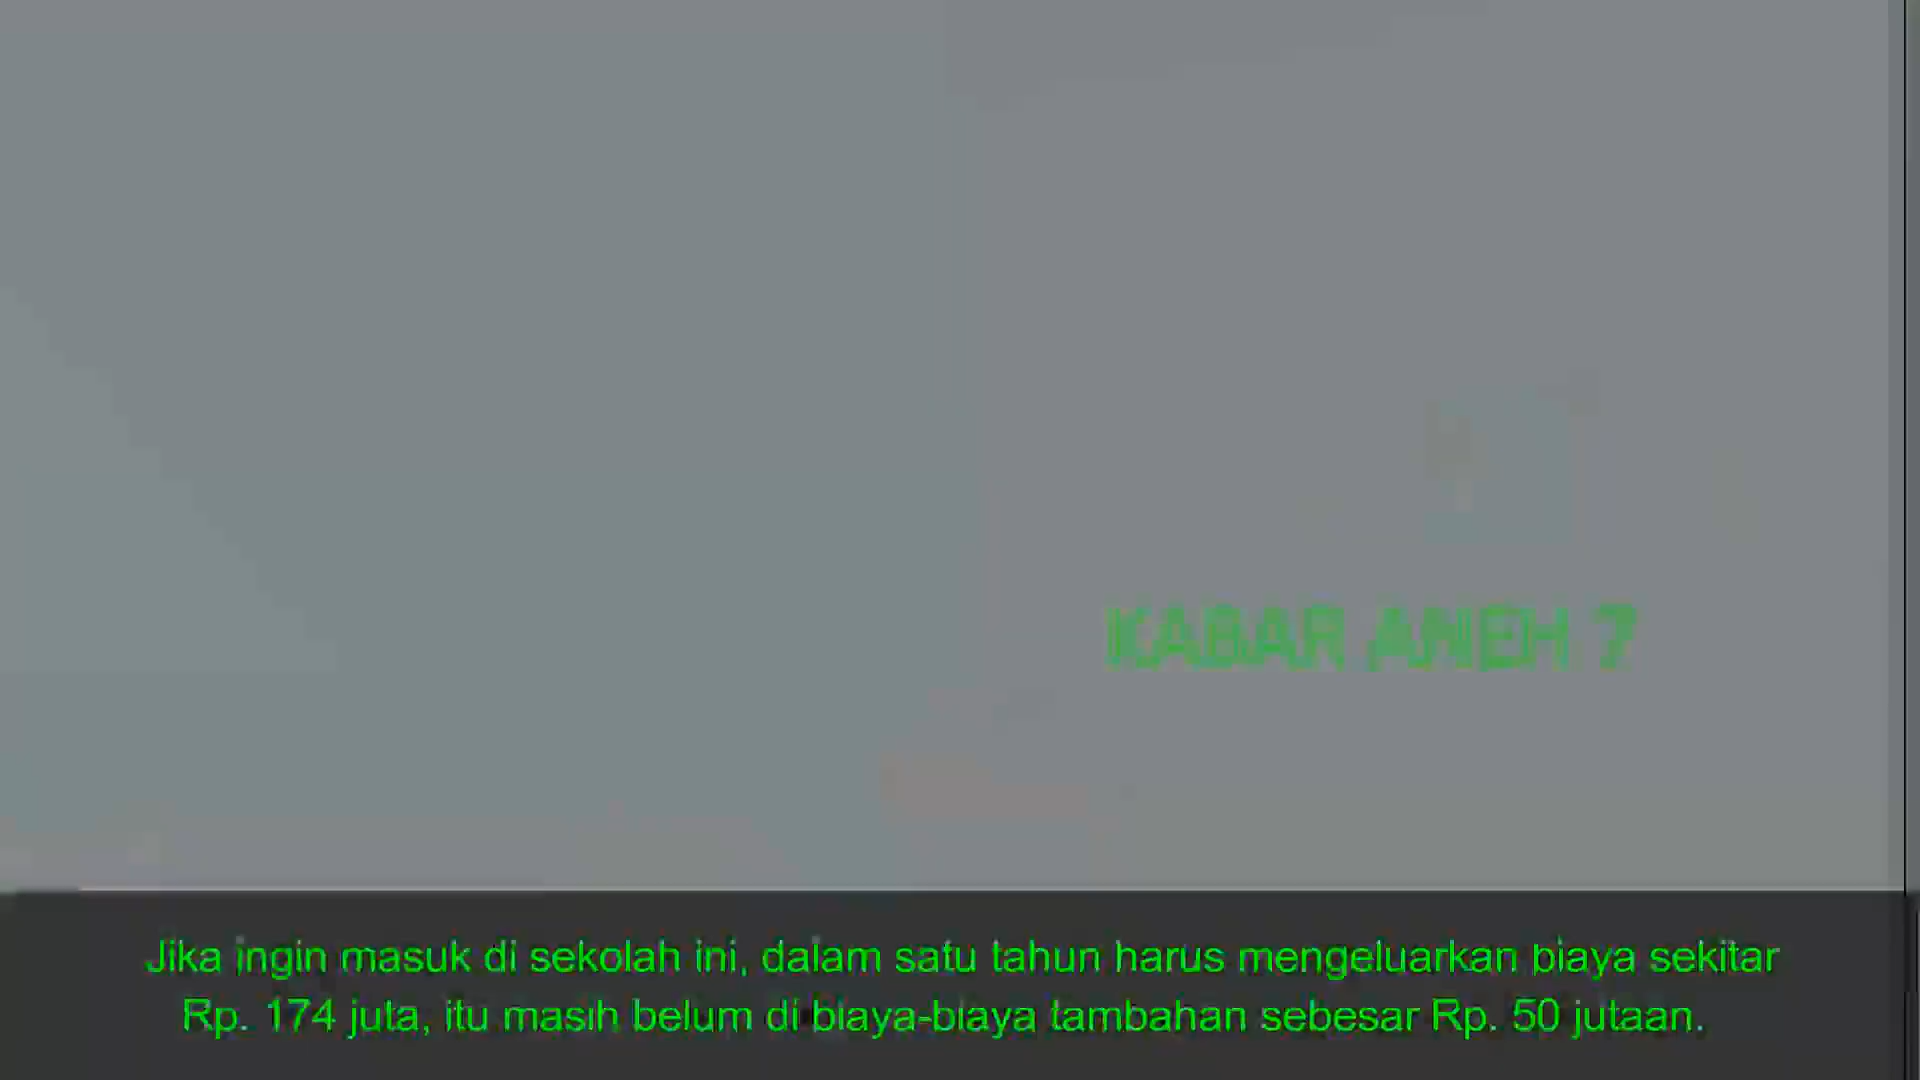 KABAR ANEH 7
Jika ingin masuk di sekolah ini, dalam satu tahun harus mengeluarkan biaya sekitar
Rp. 174 juta, itu masih belum di biaya-biaya tambahan sebesar Rp. 50 jutaan.